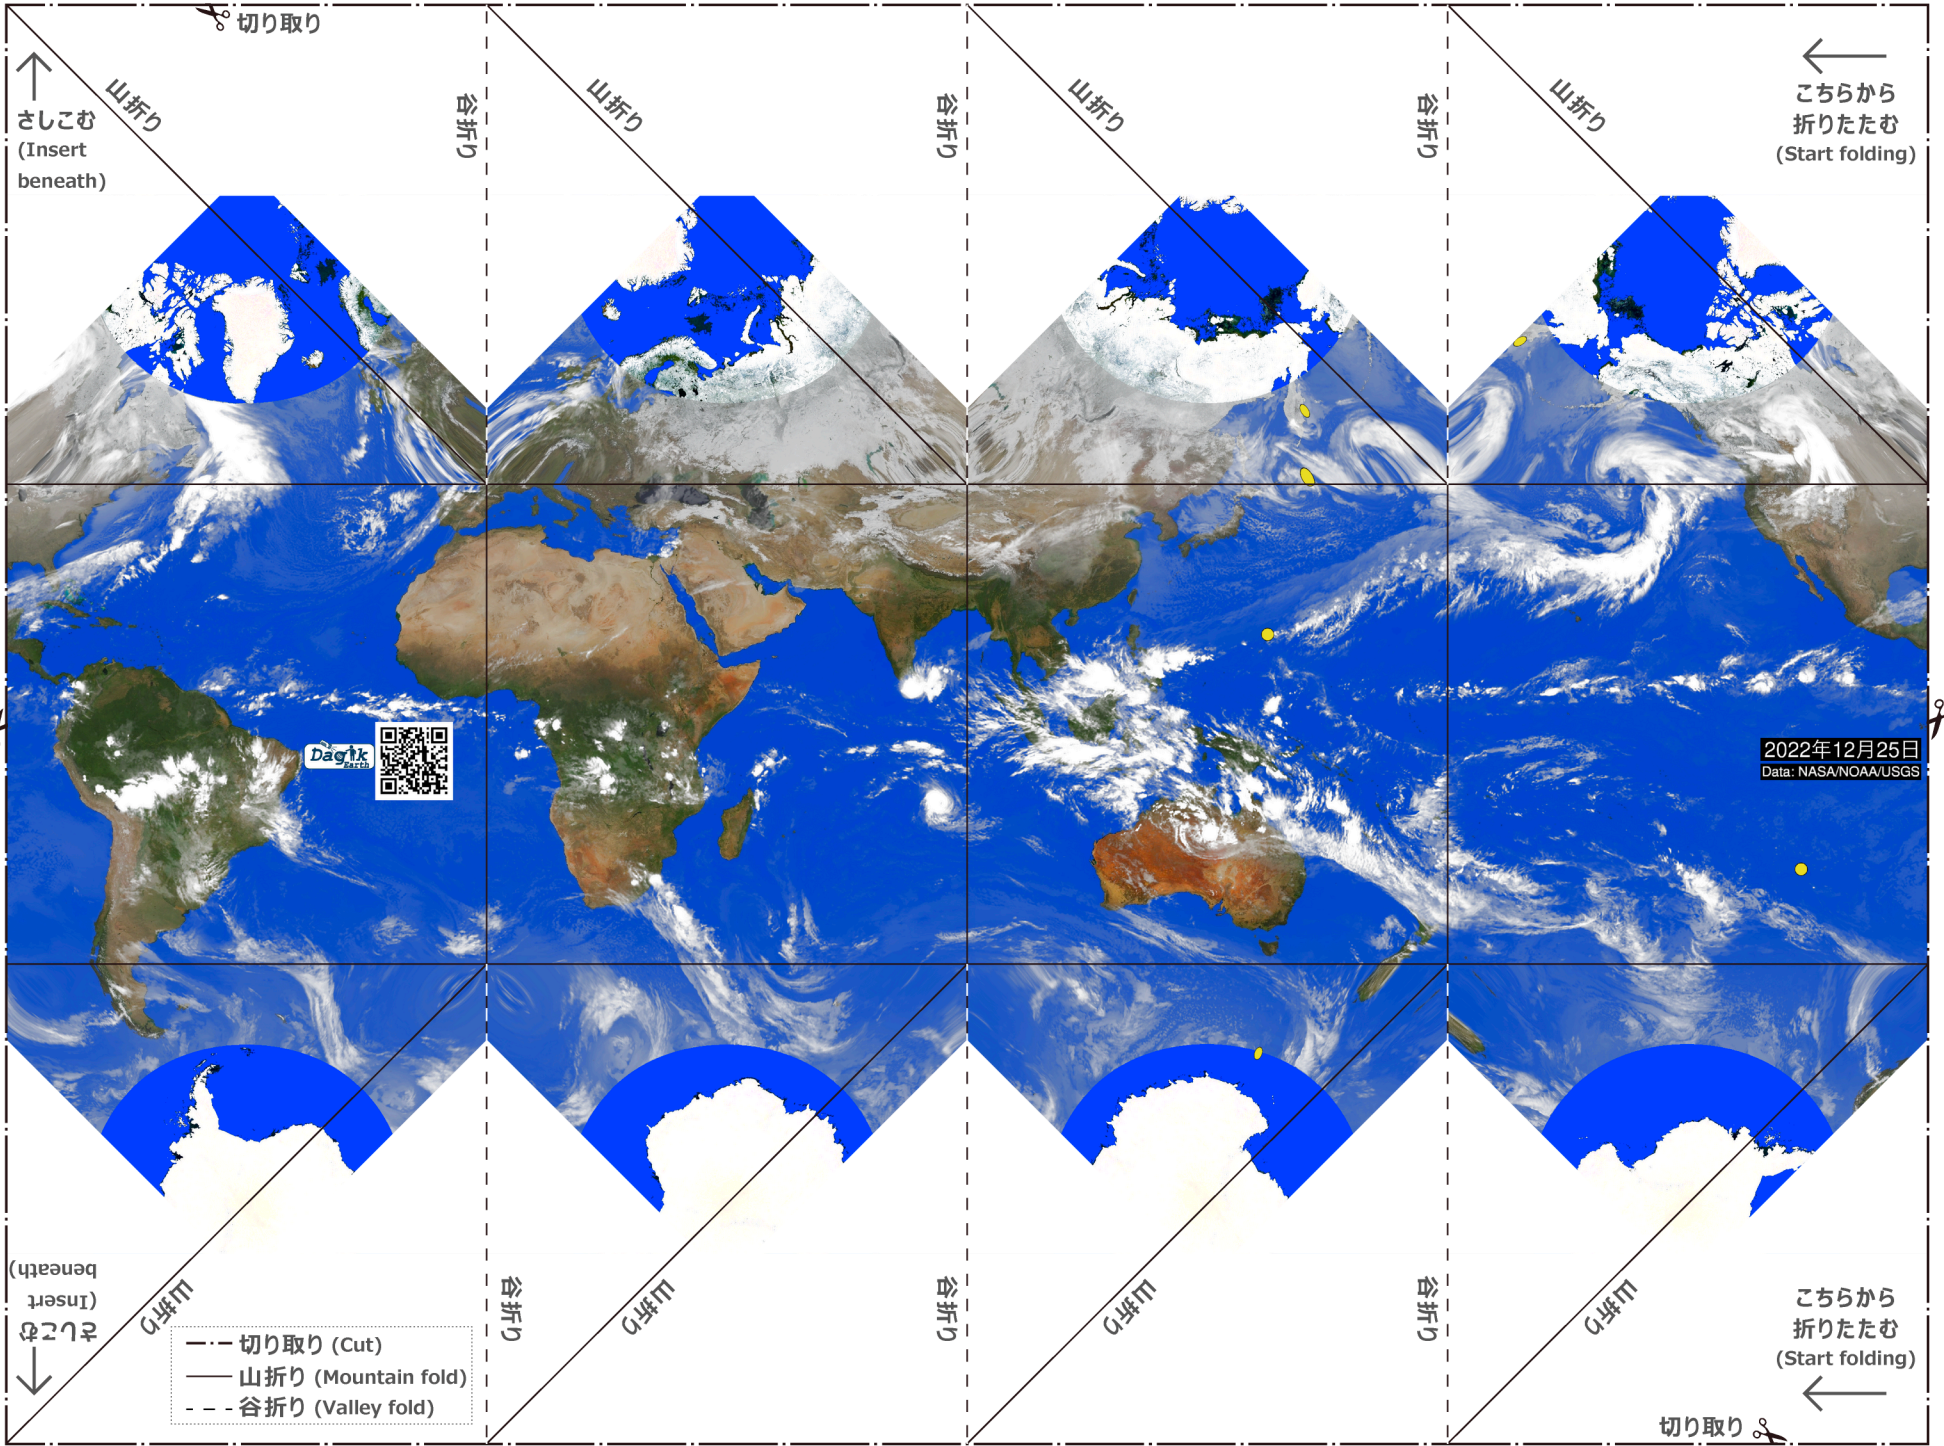 切り取り
山折り
谷折り
山折り
谷折り
山折り
谷折り
山折り
さしこむ
(Insert
beneath)
こちらから
折りたたむ
(Start folding)
Dagik
Earth
2022年12月25日
Data: NASA/NOAA/USGS
さしこむ
(Insert
beneath)
山折り
谷折り
山折り
谷折り
山折り
谷折り
山折り
こちらから
折りたたむ
(Start folding)
切り取り (Cut)
山折り (Mountain fold)
谷折り (Valley fold)
切り取り